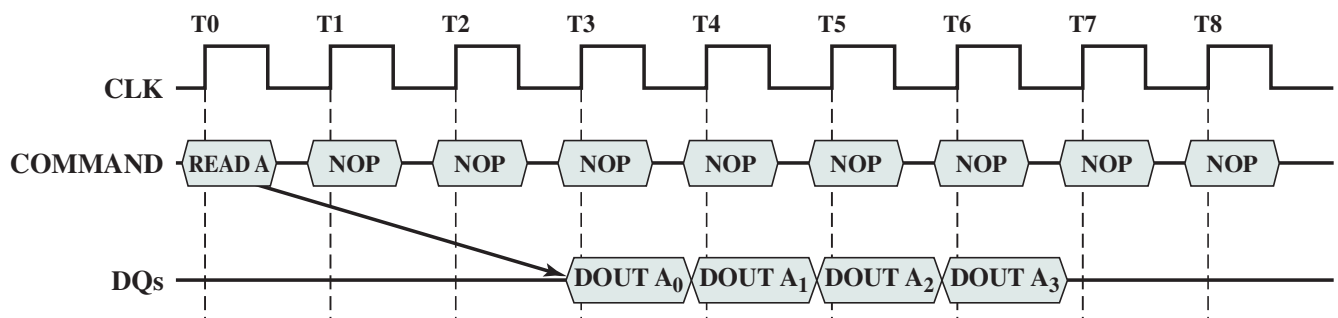 T0 T1 T2 T3 T4 T5 T6 T7 T8
CLK
COMMAND READ A NOP NOP NOP NOP NOP NOP NOP NOP
DQs DOUT A0 DOUT A1 DOUT A2 DOUT A3